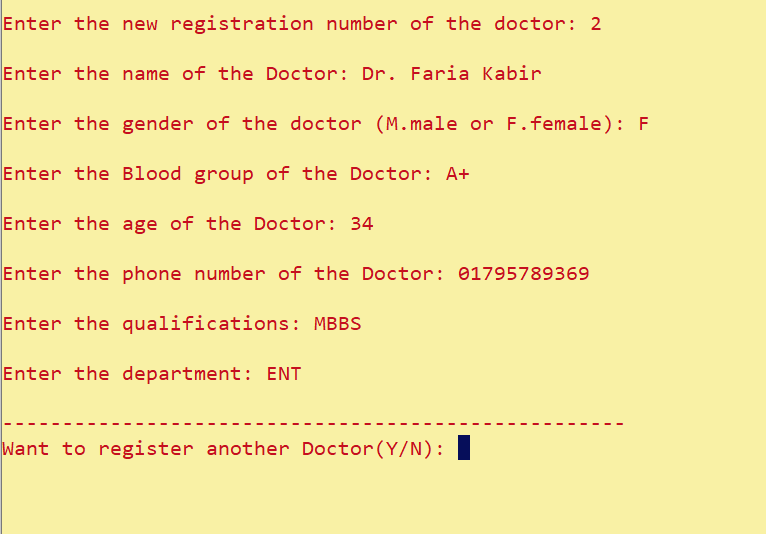 Enter the new registration number of the doctor: 2
Enter the name of the Doctor: Dr. Faria Kabir
Enter the gender of the doctor (M.male or F.female): F
Enter the Blood group of the Doctor: A+
Enter the age of the Doctor: 34
Enter the phone number of the Doctor: 01795789369
Enter the qualifications: MBBS
Enter the department: ENT
----------------------------------------------------
Want to register another Doctor(Y/N):